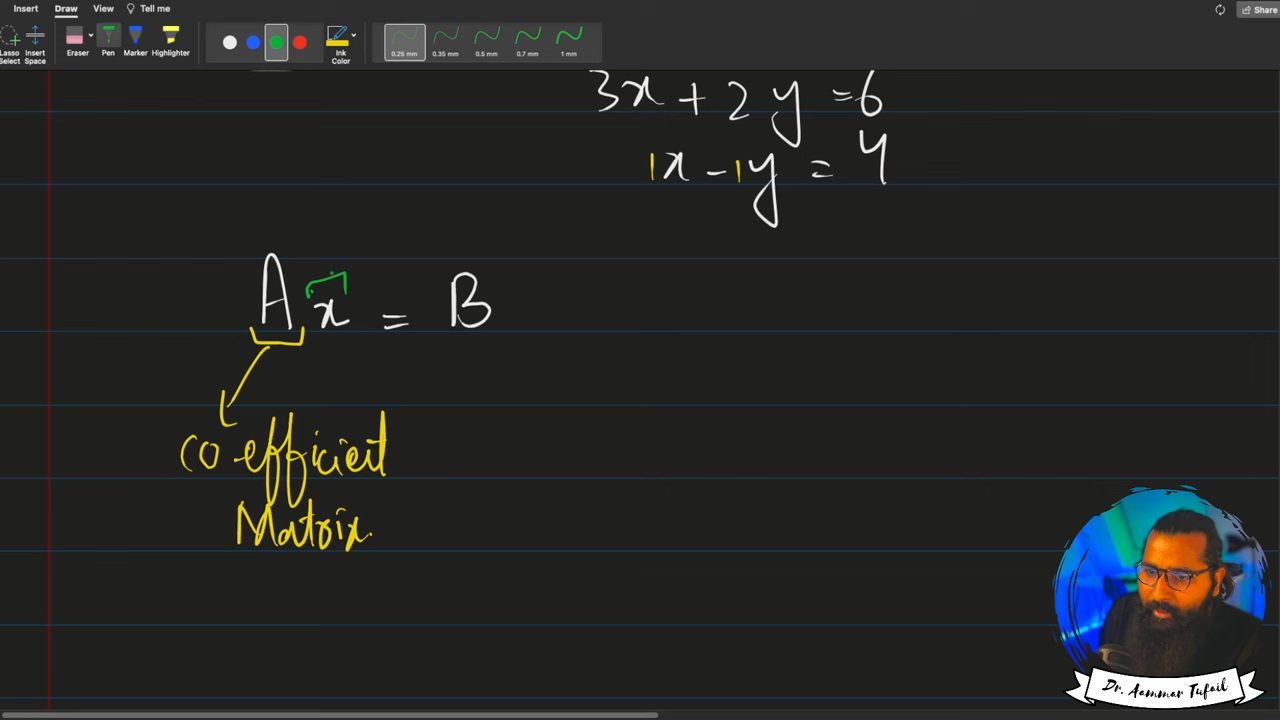 Insert Draw View Tell me
Share
Lasso Select
Insert Space
Eraser
Pen
Marker
Highlighter
Ink Color
0.25 mm
0.35 mm
0.5 mm
0.7 mm
1 mm
3x + 2y = 6
1x - 1y = 4
Ax = B
coefficient
Matrix
Dr. Aammar Tufail